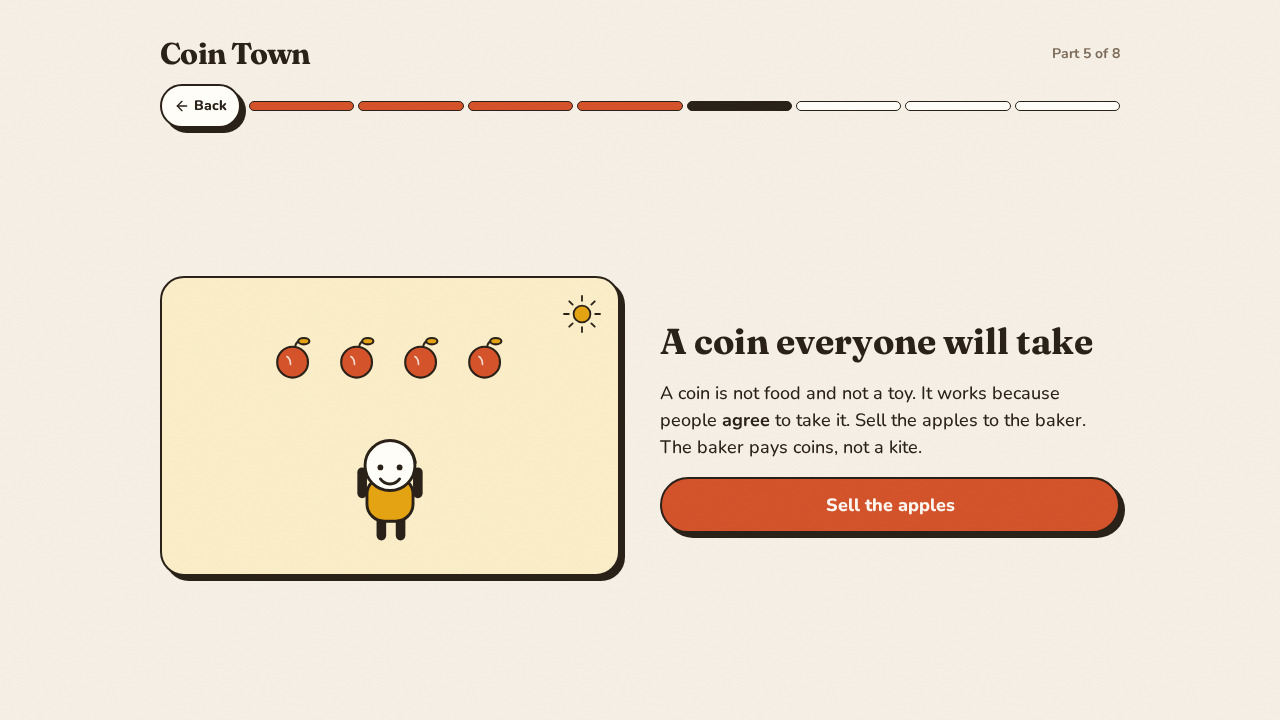 Coin Town
Part 5 of 8
Back
A coin everyone will take
A coin is not food and not a toy. It works because
people agree to take it. Sell the apples to the baker.
The baker pays coins, not a kite.
Sell the apples